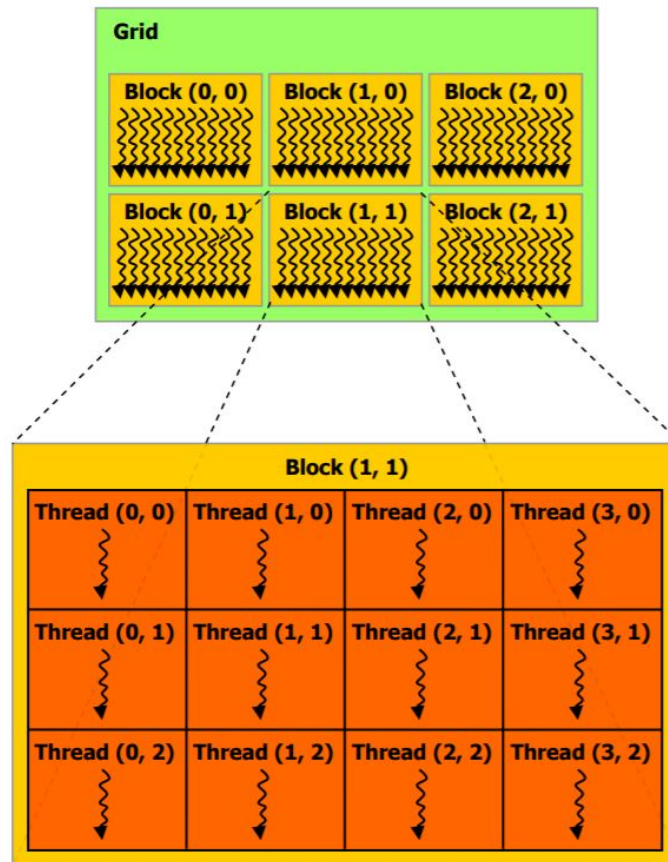 Grid
Block (0, 0) Block (1, 0) Block (2, 0)
Block (0, 1) Block (1, 1) Block (2, 1)
Block (1, 1)
Thread (0, 0) Thread (1, 0) Thread (2, 0) Thread (3, 0)
Thread (0, 1) Thread (1, 1) Thread (2, 1) Thread (3, 1)
Thread (0, 2) Thread (1, 2) Thread (2, 2) Thread (3, 2)